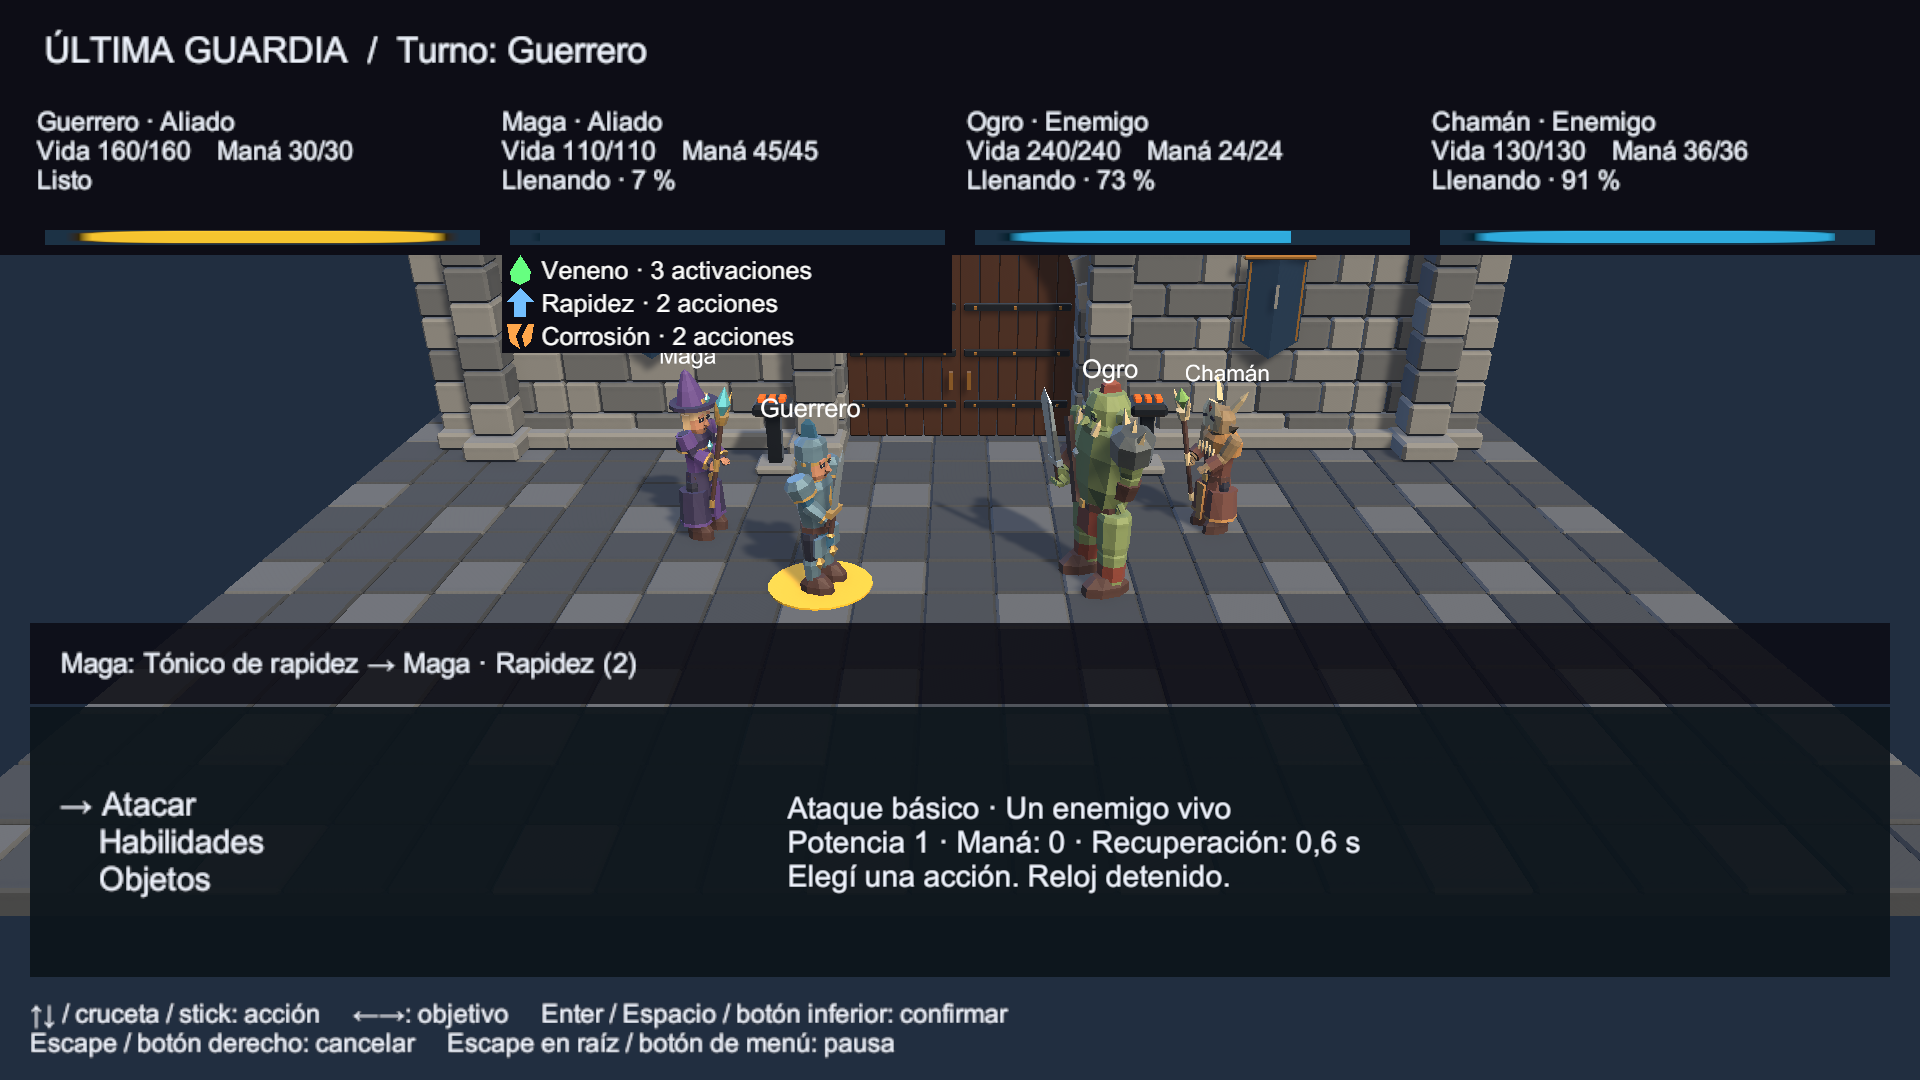 ÚLTIMA GUARDIA / Turno: Guerrero
Guerrero · Aliado
Vida 160/160 Maná 30/30
Listo
Maga · Aliado
Vida 110/110 Maná 45/45
Llenando · 7 %
Ogro · Enemigo
Vida 240/240 Maná 24/24
Llenando · 73 %
Chamán · Enemigo
Vida 130/130 Maná 36/36
Llenando · 91 %
Veneno · 3 activaciones
Rapidez · 2 acciones
Corrosión · 2 acciones
Maga
Guerrero
Ogro
Chamán
Maga: Tónico de rapidez → Maga · Rapidez (2)
→ Atacar
Habilidades
Objetos
Ataque básico · Un enemigo vivo
Potencia 1 · Maná: 0 · Recuperación: 0,6 s
Elegí una acción. Reloj detenido.
↑↓ / cruceta / stick: acción ←→: objetivo Enter / Espacio / botón inferior: confirmar
Escape / botón derecho: cancelar Escape en raíz / botón de menú: pausa